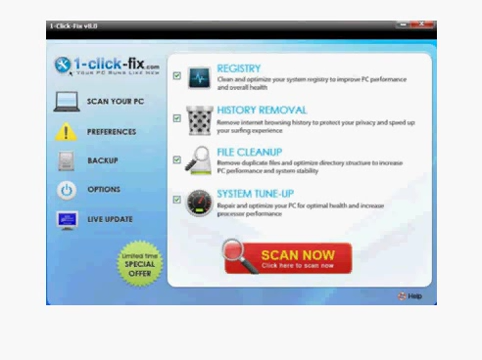 1-Click-Fix v8.0
1-click-fix.com
YOUR PC RUNS LIKE NEW
SCAN YOUR PC
PREFERENCES
BACKUP
OPTIONS
LIVE UPDATE
Limited time
SPECIAL
OFFER
REGISTRY
Clean and optimize your system registry to improve PC performance
and overall health
HISTORY REMOVAL
Remove internet browsing history to protect your privacy and speed up
your surfing experience
FILE CLEANUP
Remove duplicate files and optimize directory structure to increase
PC performance and system stability
SYSTEM TUNE-UP
Repair and optimize your PC for optimal health and increase
processor performance
SCAN NOW
Click here to scan now
Help